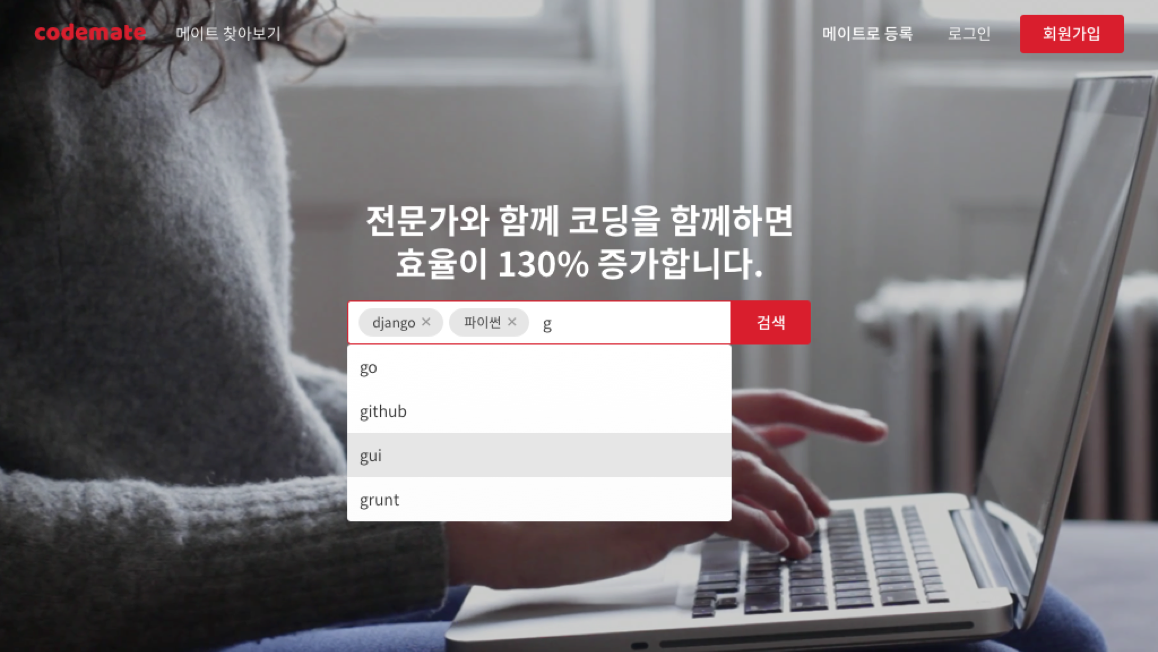 codemate 메이트 찾아보기 메이트로 등록 로그인 회원가입
전문가와 함께 코딩을 함께하면
효율이 130% 증가합니다.
django × 파이썬 × g 검색
go
github
gui
grunt